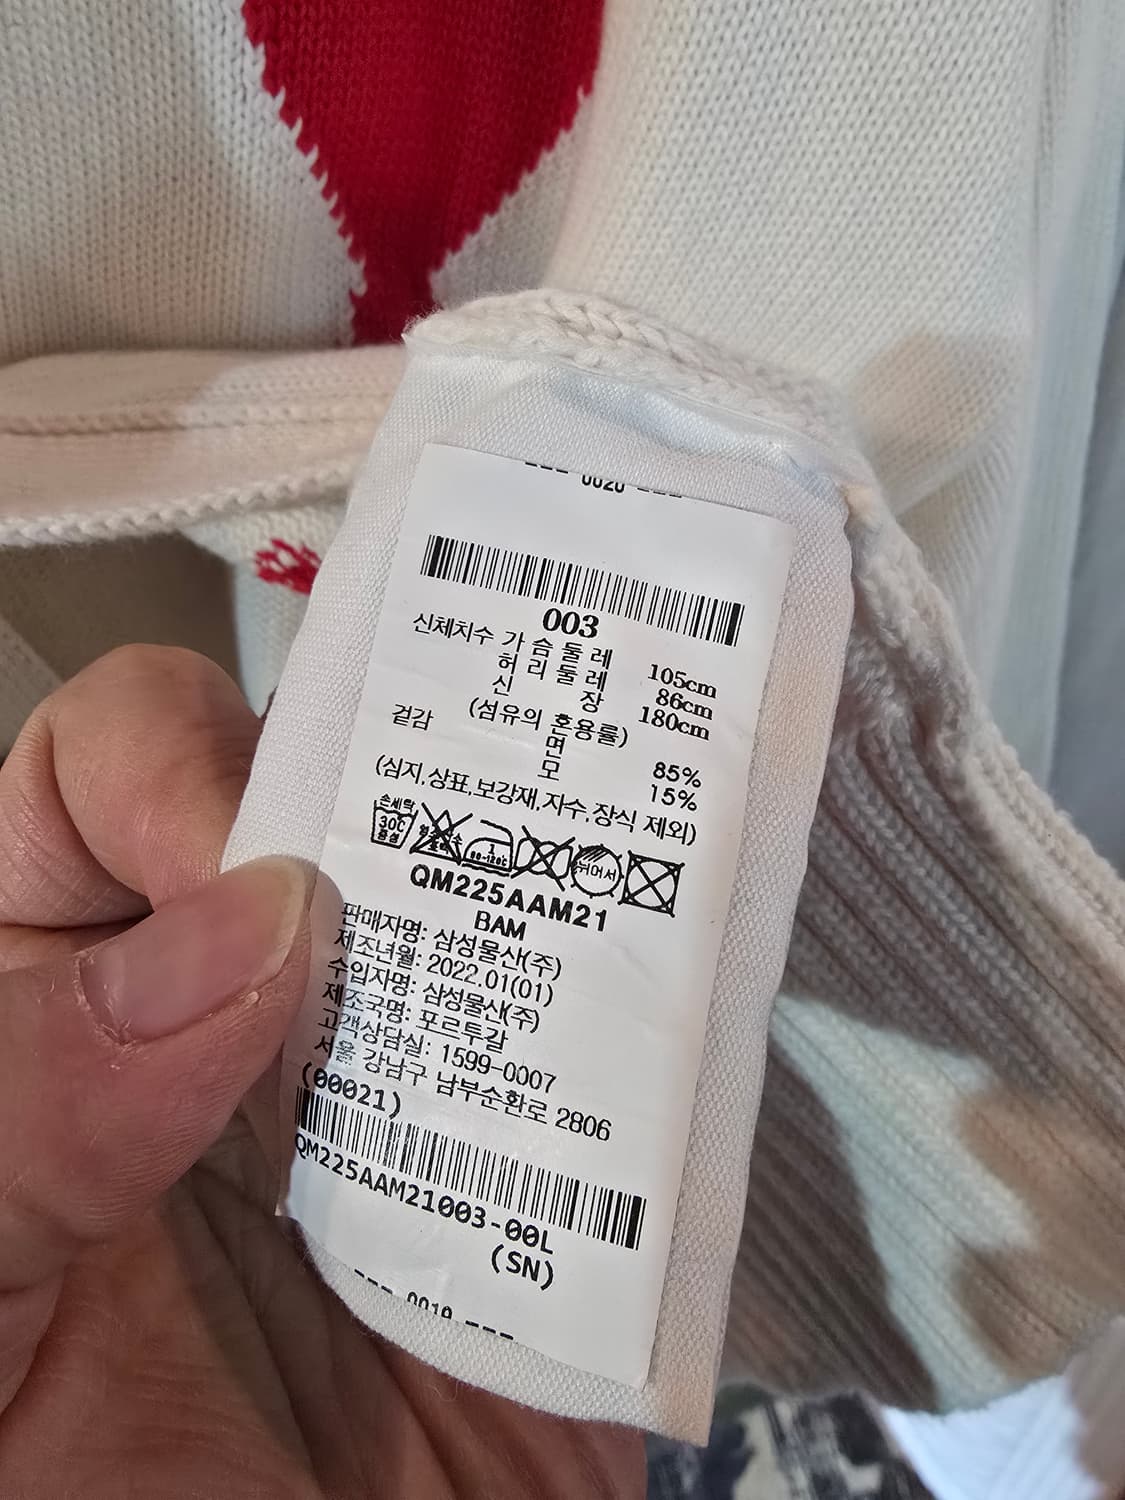 --- 0020 ---
003
신체치수 가슴둘레 105cm
허리둘레 86cm
신 장 180cm
(섬유의 혼용률)
겉감 면 85%
모 15%
(심지,상표,보강재,자수,장식 제외)
손세탁
30℃
중성
1
80~120℃
뉘어서
QM225AAM21
BAM
판매자명: 삼성물산(주)
제조년월: 2022.01(01)
수입자명: 삼성물산(주)
제조국명: 포르투갈
고객상담실: 1599-0007
서울 강남구 남부순환로 2806
(00021)
QM225AAM21003-00L
(SN)
--- 0019 ---